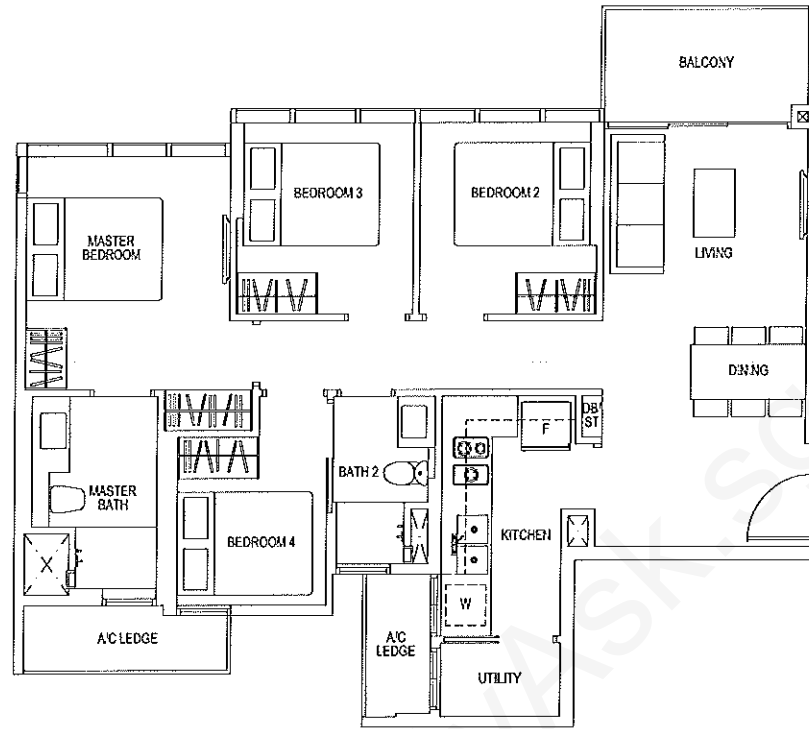 BALCONY
BEDROOM 3
BEDROOM 2
MASTER
BEDROOM
LIVING
DINING
DB/
ST
F
BATH 2
MASTER
BATH
KITCHEN
BEDROOM 4
X
W
A/C LEDGE
A/C
LEDGE
UTILITY